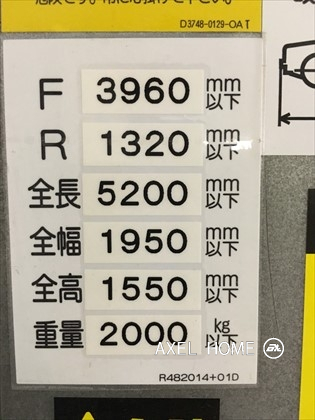 D3748-0129-0A T
F 3960 mm以下
R 1320 mm以下
全長 5200 mm以下
全幅 1950 mm以下
全高 1550 mm以下
重量 2000 kg以下
AXEL HOME
R482014+01D